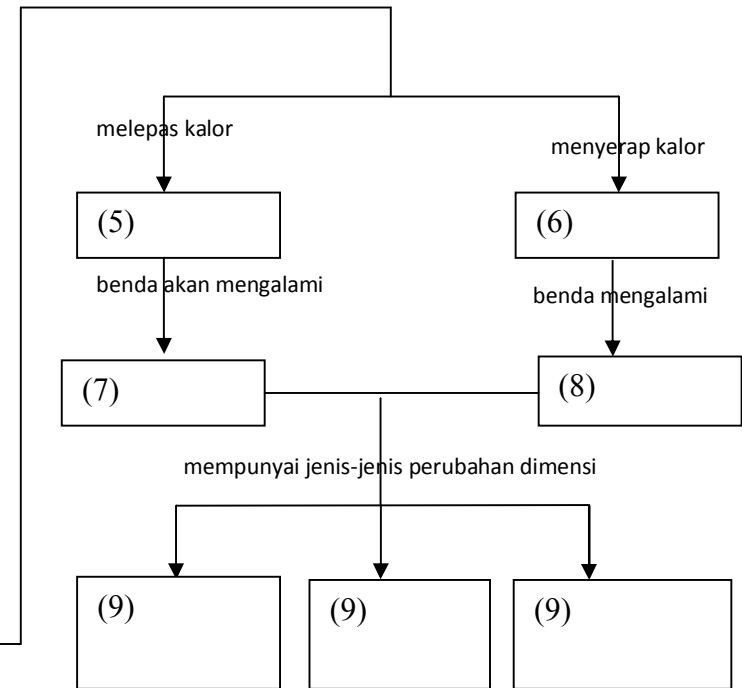 melepas kalor
menyerap kalor
(5)
(6)
benda akan mengalami
benda mengalami
(7)
(8)
mempunyai jenis-jenis perubahan dimensi
(9)
(9)
(9)